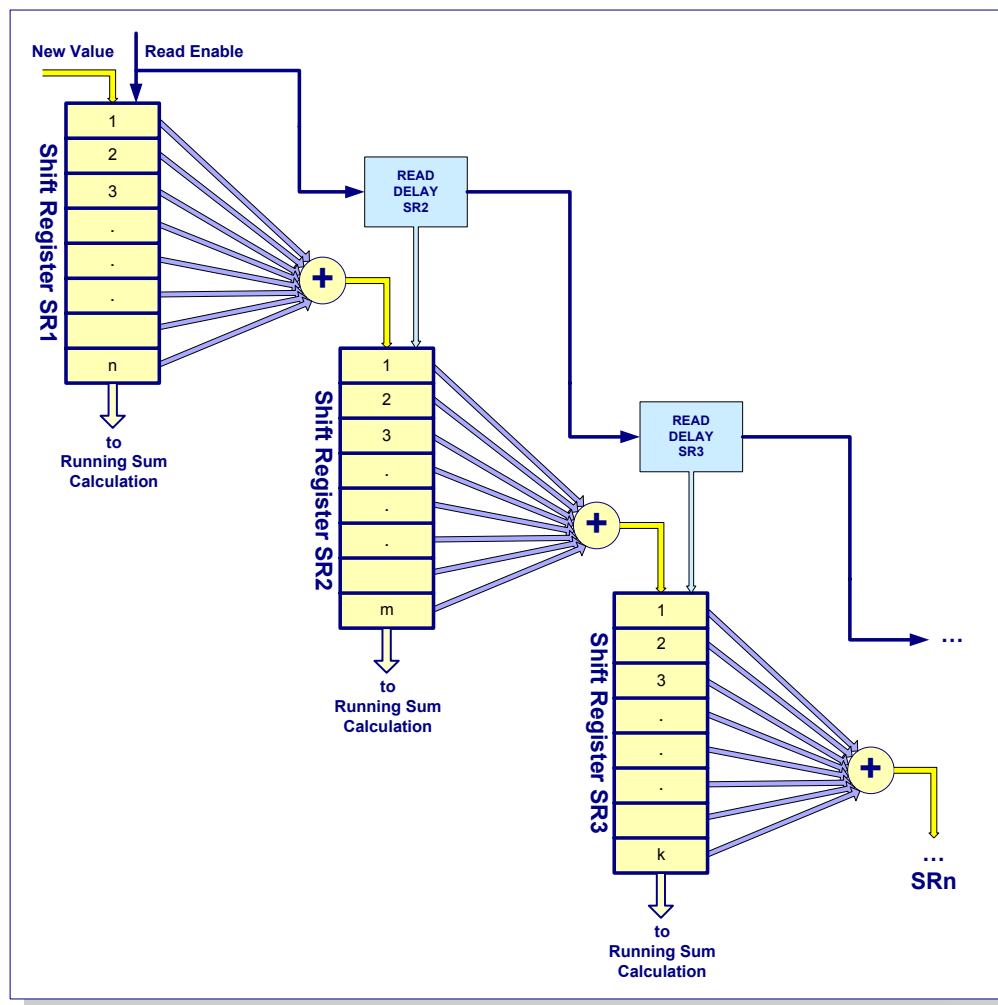 New Value
Read Enable
Shift Register SR1
1
2
3
.
.
.
n
to
Running Sum
Calculation
+
READ
DELAY
SR2
Shift Register SR2
1
2
3
.
.
.
m
to
Running Sum
Calculation
+
READ
DELAY
SR3
Shift Register SR3
1
2
3
.
.
.
k
to
Running Sum
Calculation
+
...
...
SRn